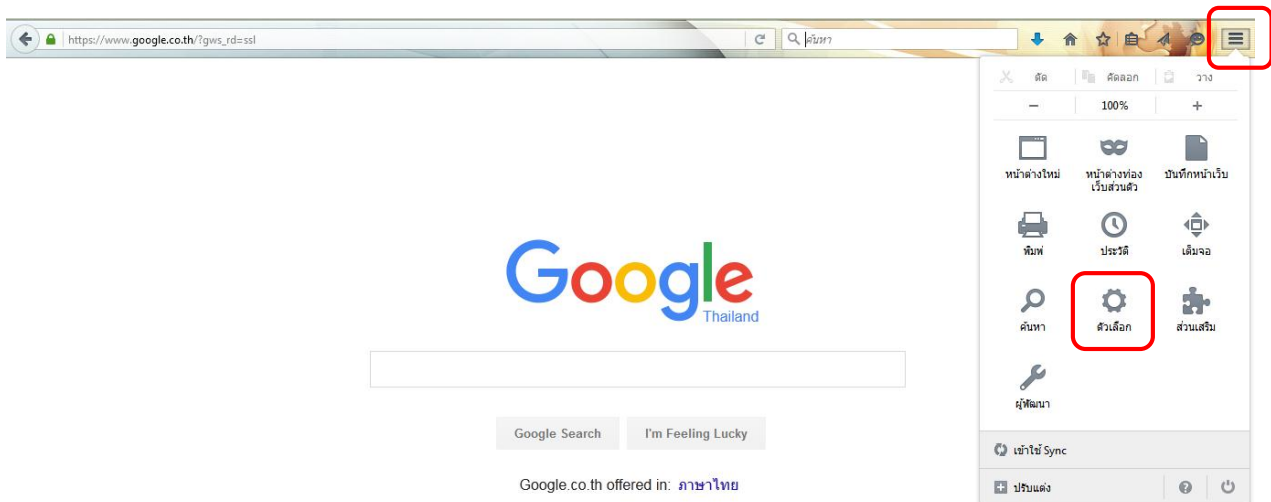 https://www.google.co.th/?gws_rd=ssl
ค้นหา
ตัด คัดลอก วาง
− 100% +
หน้าต่างใหม่
หน้าต่างท่อง
เว็บส่วนตัว
บันทึกหน้าเว็บ
พิมพ์ ประวัติ เต็มจอ
ค้นหา ตัวเลือก ส่วนเสริม
ผู้พัฒนา
เข้าใช้ Sync
ปรับแต่ง
Google
Thailand
Google Search I'm Feeling Lucky
Google.co.th offered in: ภาษาไทย